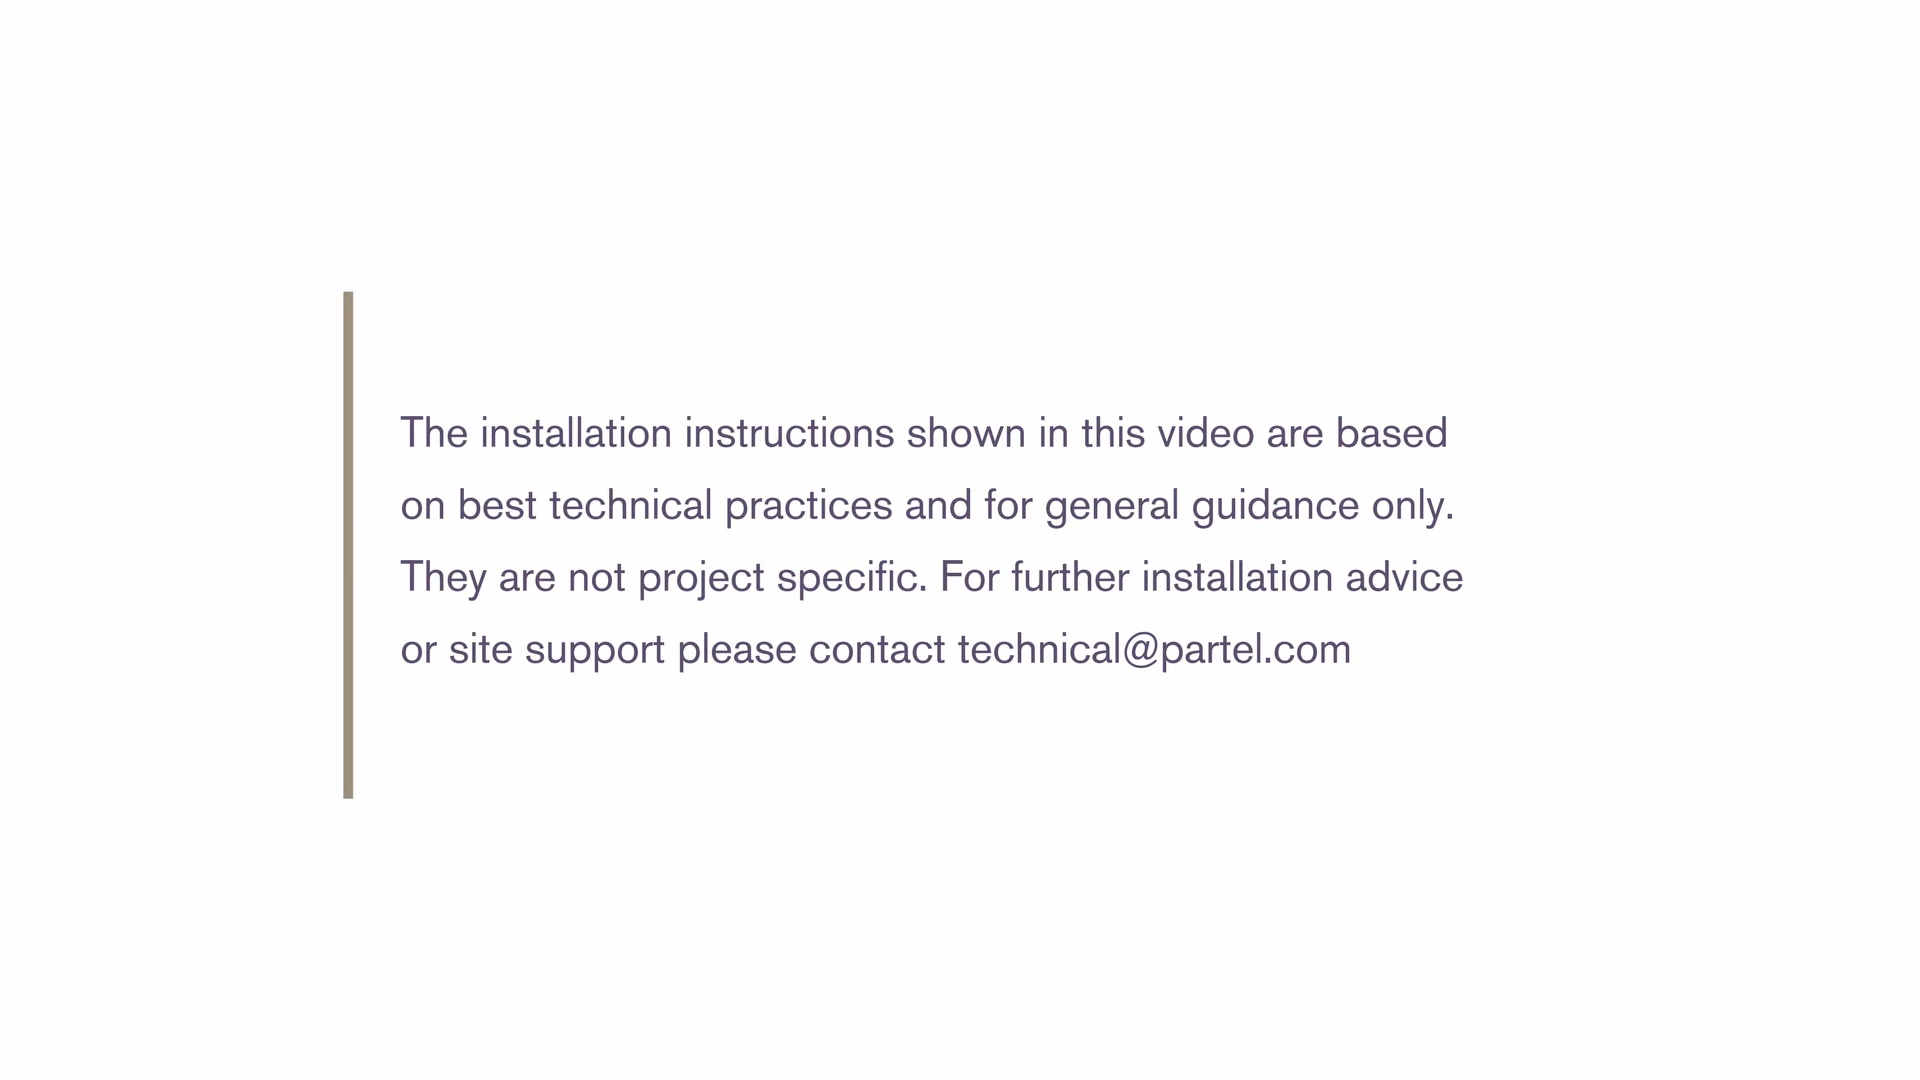 The installation instructions shown in this video are based
on best technical practices and for general guidance only.
They are not project specific. For further installation advice
or site support please contact technical@partel.com